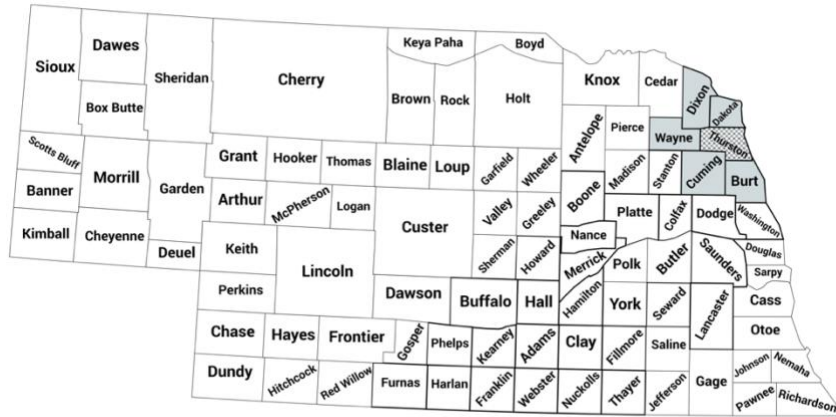 Keya Paha
Boyd
Dawes
Sioux
Sheridan
Cherry
Knox
Cedar
Dixon
Dakota
Box Butte
Brown
Rock
Holt
Antelope
Pierce
Wayne
Thurston
Scotts Bluff
Grant
Hooker
Thomas
Blaine
Loup
Garfield
Wheeler
Madison
Stanton
Cuming
Burt
Banner
Morrill
Garden
Arthur
McPherson
Logan
Custer
Valley
Greeley
Boone
Platte
Colfax
Dodge
Washington
Kimball
Cheyenne
Deuel
Keith
Lincoln
Sherman
Howard
Nance
Merrick
Polk
Butler
Saunders
Douglas
Sarpy
Perkins
Dawson
Buffalo
Hall
Hamilton
York
Seward
Lancaster
Cass
Otoe
Chase
Hayes
Frontier
Gosper
Phelps
Kearney
Adams
Clay
Fillmore
Saline
Dundy
Hitchcock
Red Willow
Furnas
Harlan
Franklin
Webster
Nuckolls
Thayer
Jefferson
Gage
Johnson
Nemaha
Pawnee
Richardson